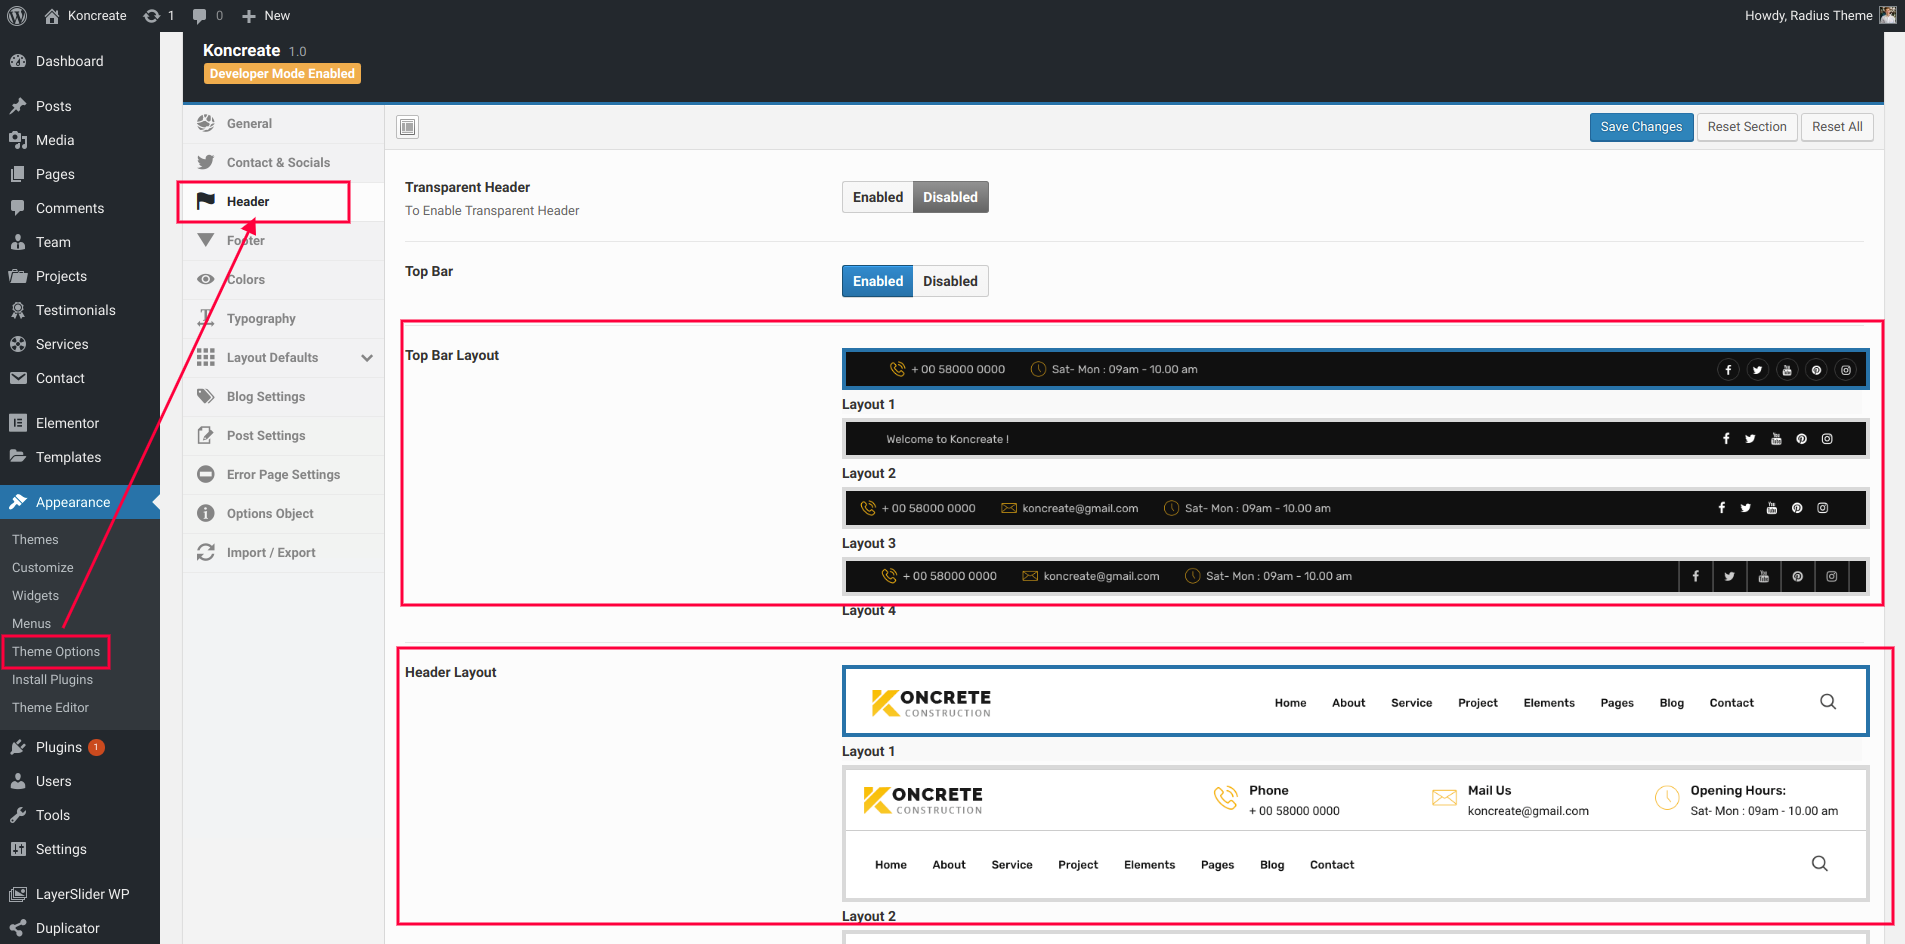 Koncreate 1 0 New Howdy, Radius Theme
Dashboard
Posts
Media
Pages
Comments
Team
Projects
Testimonials
Services
Contact
Elementor
Templates
Appearance
Themes
Customize
Widgets
Menus
Theme Options
Install Plugins
Theme Editor
Plugins 1
Users
Tools
Settings
LayerSlider WP
Duplicator
Koncreate 1.0
Developer Mode Enabled
General
Contact & Socials
Header
Footer
Colors
Typography
Layout Defaults
Blog Settings
Post Settings
Error Page Settings
Options Object
Import / Export
Save Changes Reset Section Reset All
Transparent Header
To Enable Transparent Header
Enabled Disabled
Top Bar
Enabled Disabled
Top Bar Layout
+ 00 58000 0000 Sat- Mon : 09am - 10.00 am
Layout 1
Welcome to Koncreate !
Layout 2
+ 00 58000 0000 koncreate@gmail.com Sat- Mon : 09am - 10.00 am
Layout 3
+ 00 58000 0000 koncreate@gmail.com Sat- Mon : 09am - 10.00 am
Layout 4
Header Layout
KONCRETE
CONSTRUCTION
Home About Service Project Elements Pages Blog Contact
Layout 1
KONCRETE
CONSTRUCTION
Phone
+ 00 58000 0000
Mail Us
koncreate@gmail.com
Opening Hours:
Sat- Mon : 09am - 10.00 am
Home About Service Project Elements Pages Blog Contact
Layout 2